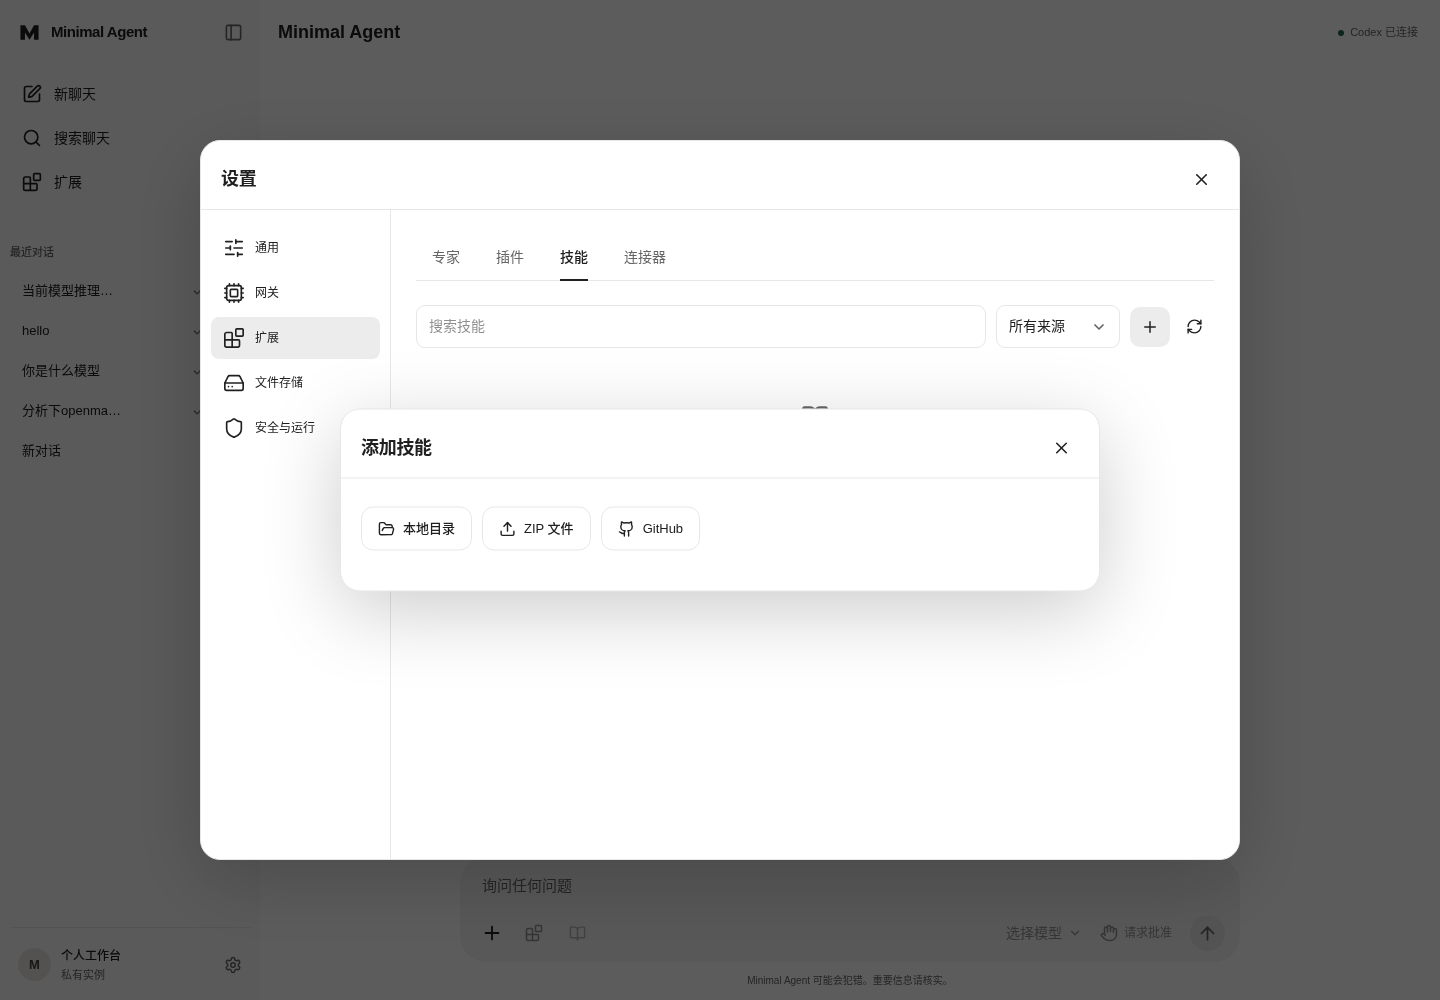 Minimal Agent
新聊天
搜索聊天
扩展
最近对话
当前模型推理…
hello
你是什么模型
分析下openma…
新对话
个人工作台
私有实例
M
Minimal Agent
Codex 已连接
设置
通用
网关
扩展
文件存储
安全与运行
专家 插件 技能 连接器
搜索技能
所有来源
添加技能
本地目录 ZIP 文件 GitHub
询问任何问题
选择模型 请求批准
Minimal Agent 可能会犯错。重要信息请核实。